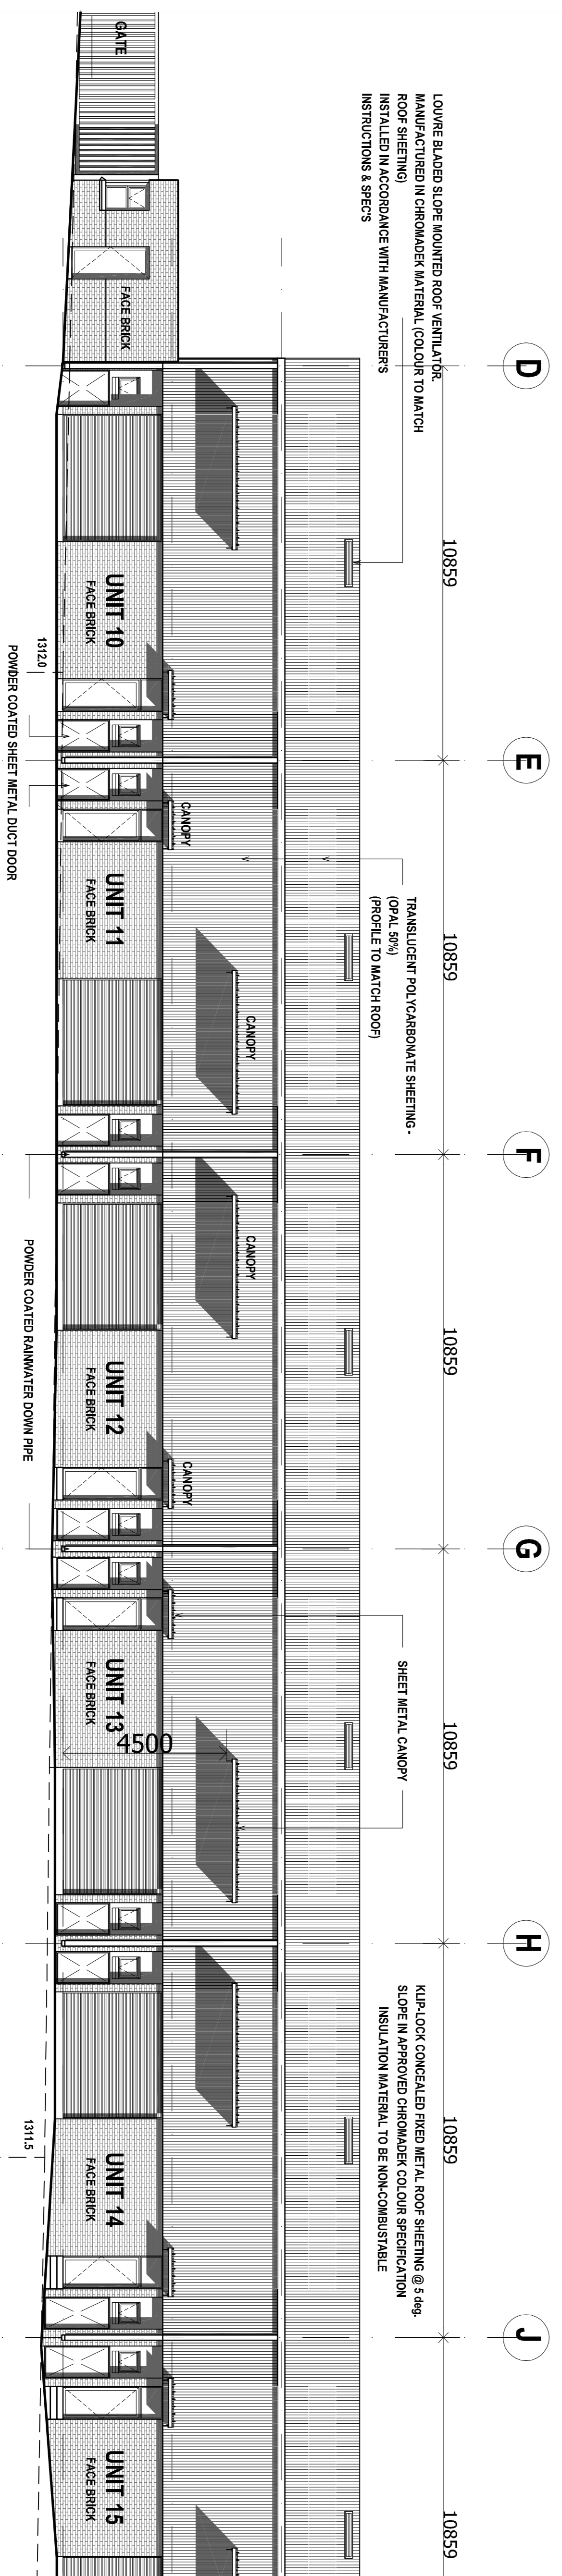 D
E
F
G
H
J
10859
10859
10859
10859
10859
10859
LOUVRE BLADED SLOPE MOUNTED ROOF VENTILATOR.
MANUFACTURED IN CHROMADEK MATERIAL (COLOUR TO MATCH
ROOF SHEETING)
INSTALLED IN ACCORDANCE WITH MANUFACTURER'S
INSTRUCTIONS & SPEC'S
TRANSLUCENT POLYCARBONATE SHEETING -
(OPAL 50%)
(PROFILE TO MATCH ROOF)
SHEET METAL CANOPY
KLIP-LOCK CONCEALED FIXED METAL ROOF SHEETING @ 5 deg.
SLOPE IN APPROVED CHROMADEK COLOUR SPECIFICATION
INSULATION MATERIAL TO BE NON-COMBUSTABLE
CANOPY
CANOPY
CANOPY
CANOPY
GATE
FACE BRICK
UNIT 10
FACE BRICK
UNIT 11
FACE BRICK
UNIT 12
FACE BRICK
UNIT 13
FACE BRICK
4500
UNIT 14
FACE BRICK
UNIT 15
FACE BRICK
1312.0
POWDER COATED SHEET METAL DUCT DOOR
POWDER COATED RAINWATER DOWN PIPE
1311.5